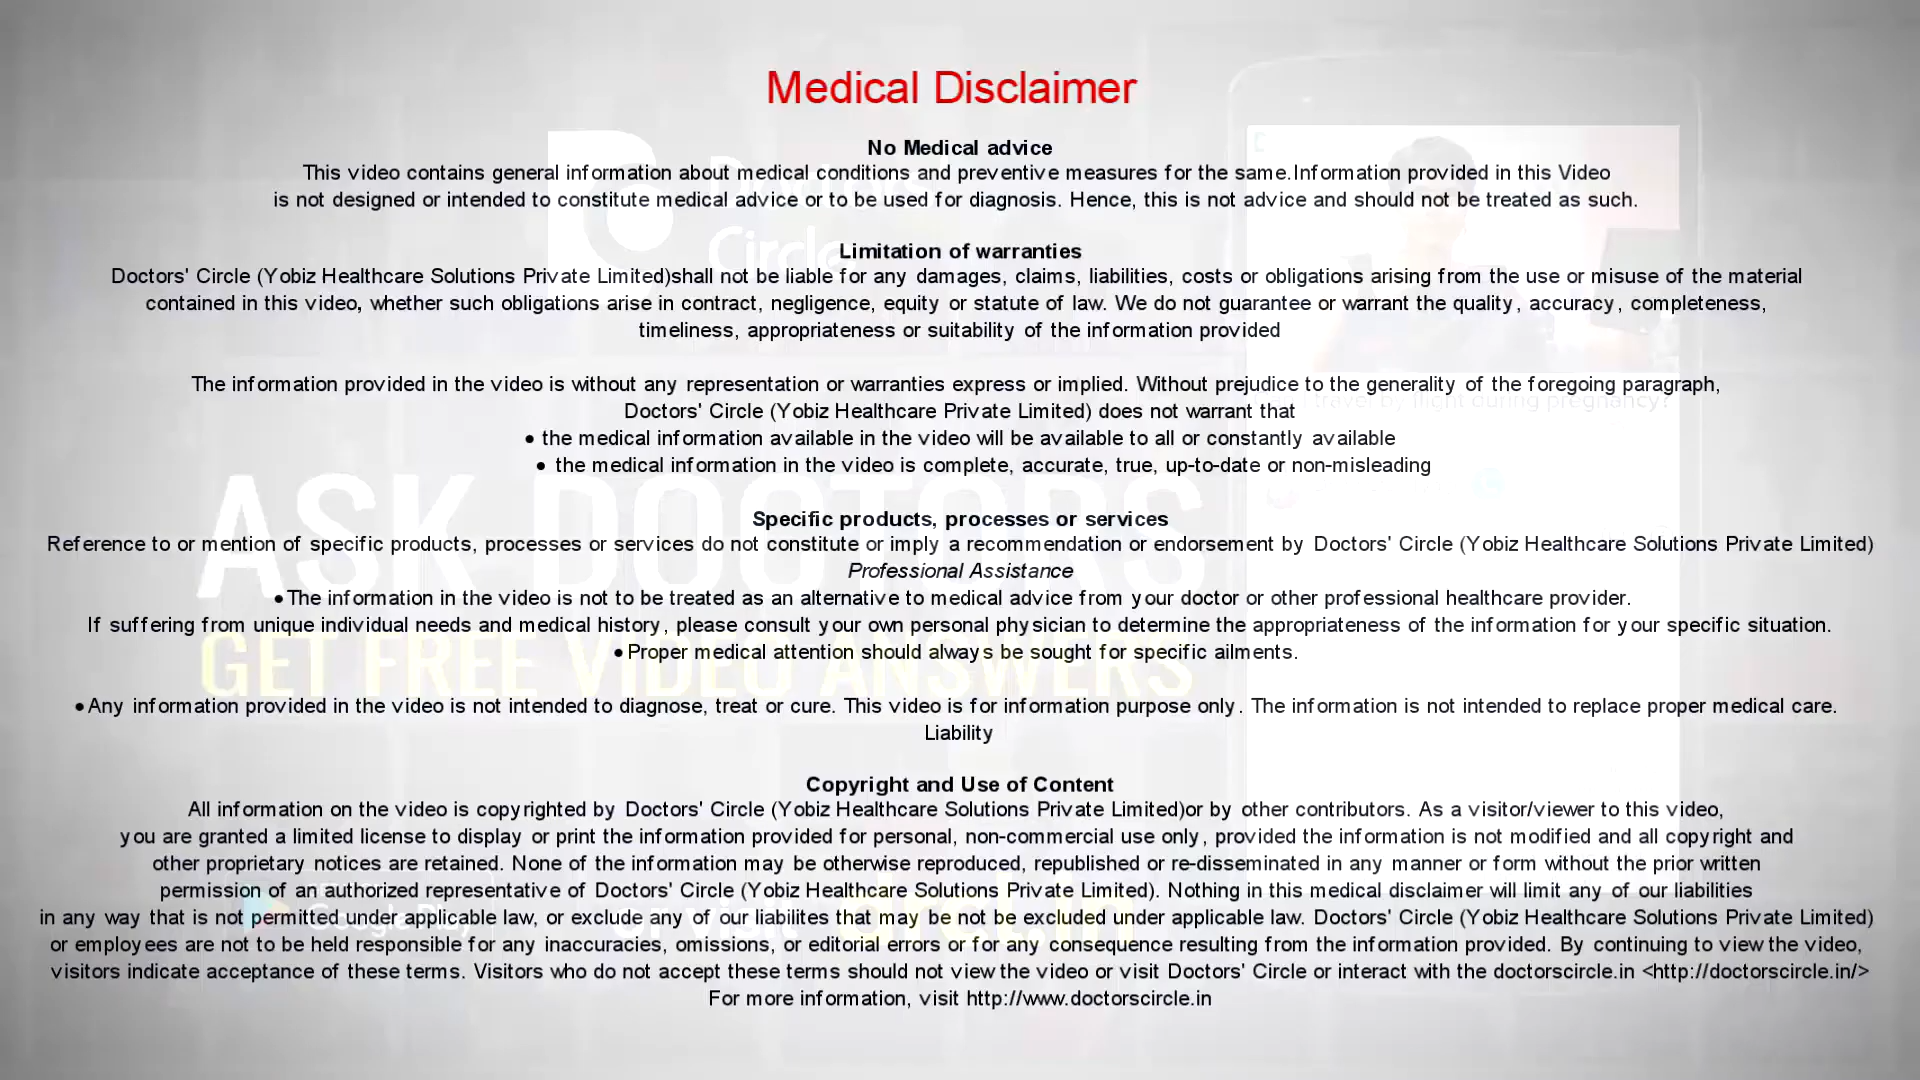 Medical Disclaimer
No Medical advice
This video contains general information about medical conditions and preventive measures for the same.Information provided in this Video
is not designed or intended to constitute medical advice or to be used for diagnosis. Hence, this is not advice and should not be treated as such.
Doctors'
Circle
Limitation of warranties
Doctors' Circle (Yobiz Healthcare Solutions Private Limited)shall not be liable for any damages, claims, liabilities, costs or obligations arising from the use or misuse of the material
contained in this video, whether such obligations arise in contract, negligence, equity or statute of law. We do not guarantee or warrant the quality, accuracy, completeness,
timeliness, appropriateness or suitability of the information provided
The information provided in the video is without any representation or warranties express or implied. Without prejudice to the generality of the foregoing paragraph,
Can I travel by flight during pregnancy?
Doctors' Circle (Yobiz Healthcare Private Limited) does not warrant that
• the medical information available in the video will be available to all or constantly available
• the medical information in the video is complete, accurate, true, up-to-date or non-misleading
ASK DOCTORS
Specific products, processes or services
Reference to or mention of specific products, processes or services do not constitute or imply a recommendation or endorsement by Doctors' Circle (Yobiz Healthcare Solutions Private Limited)
Professional Assistance
•The information in the video is not to be treated as an alternative to medical advice from your doctor or other professional healthcare provider.
If suffering from unique individual needs and medical history, please consult your own personal physician to determine the appropriateness of the information for your specific situation.
•Proper medical attention should always be sought for specific ailments.
GET FREE VIDEO ANSWERS
•Any information provided in the video is not intended to diagnose, treat or cure. This video is for information purpose only. The information is not intended to replace proper medical care.
Liability
Copyright and Use of Content
All information on the video is copyrighted by Doctors' Circle (Yobiz Healthcare Solutions Private Limited)or by other contributors. As a visitor/viewer to this video,
you are granted a limited license to display or print the information provided for personal, non-commercial use only, provided the information is not modified and all copyright and
other proprietary notices are retained. None of the information may be otherwise reproduced, republished or re-disseminated in any manner or form without the prior written
permission of an authorized representative of Doctors' Circle (Yobiz Healthcare Solutions Private Limited). Nothing in this medical disclaimer will limit any of our liabilities
in any way that is not permitted under applicable law, or exclude any of our liabilites that may be not be excluded under applicable law. Doctors' Circle (Yobiz Healthcare Solutions Private Limited)
Google Play
or visit drcl.in
or employees are not to be held responsible for any inaccuracies, omissions, or editorial errors or for any consequence resulting from the information provided. By continuing to view the video,
visitors indicate acceptance of these terms. Visitors who do not accept these terms should not view the video or visit Doctors' Circle or interact with the doctorscircle.in <http://doctorscircle.in/>
For more information, visit http://www.doctorscircle.in